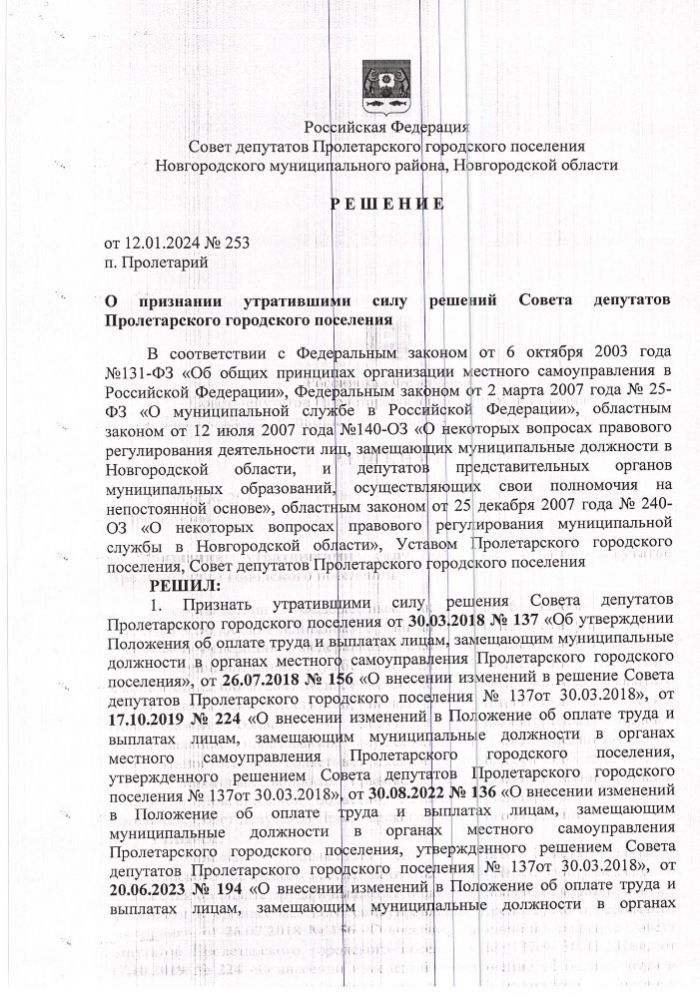 Российская Федерация
Совет депутатов Пролетарского городского поселения
Новгородского муниципального района, Новгородской области
Р Е Ш Е Н И Е
от 12.01.2024 № 253
п. Пролетарий
О признании утратившими силу решений Совета депутатов
Пролетарского городского поселения
В соответствии с Федеральным законом от 6 октября 2003 года
№131-ФЗ «Об общих принципах организации местного самоуправления в
Российской Федерации», Федеральным законом от 2 марта 2007 года № 25-
ФЗ «О муниципальной службе в Российской Федерации», областным
законом от 12 июля 2007 года №140-ОЗ «О некоторых вопросах правового
регулирования деятельности лиц, замещающих муниципальные должности в
Новгородской области, и депутатов представительных органов
муниципальных образований, осуществляющих свои полномочия на
непостоянной основе», областным законом от 25 декабря 2007 года № 240-
ОЗ «О некоторых вопросах правового регулирования муниципальной
службы в Новгородской области», Уставом Пролетарского городского
поселения, Совет депутатов Пролетарского городского поселения
РЕШИЛ:
1. Признать утратившими силу решения Совета депутатов
Пролетарского городского поселения от 30.03.2018 № 137 «Об утверждении
Положения об оплате труда и выплатах лицам, замещающим муниципальные
должности в органах местного самоуправления Пролетарского городского
поселения», от 26.07.2018 № 156 «О внесении изменений в решение Совета
депутатов Пролетарского городского поселения № 137от 30.03.2018», от
17.10.2019 № 224 «О внесении изменений в Положение об оплате труда и
выплатах лицам, замещающим муниципальные должности в органах
местного самоуправления Пролетарского городского поселения,
утвержденного решением Совета депутатов Пролетарского городского
поселения № 137от 30.03.2018», от 30.08.2022 № 136 «О внесении изменений
в Положение об оплате труда и выплатах лицам, замещающим
муниципальные должности в органах местного самоуправления
Пролетарского городского поселения, утвержденного решением Совета
депутатов Пролетарского городского поселения № 137от 30.03.2018», от
20.06.2023 № 194 «О внесении изменений в Положение об оплате труда и
выплатах лицам, замещающим муниципальные должности в органах